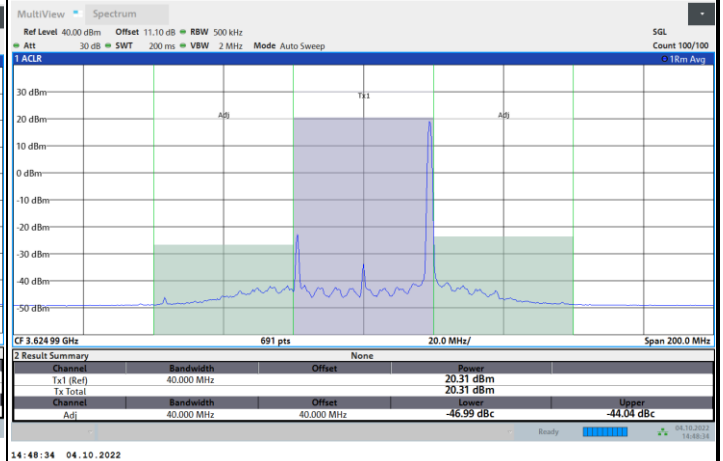 MultiView Spectrum
Ref Level 40.00 dBm Offset 11.10 dB RBW 500 kHz SGL
Att 30 dB SWT 200 ms VBW 2 MHz Mode Auto Sweep Count 100/100
1 ACLR 1Rm Avg
Tx1
Adj Adj
30 dBm
20 dBm
10 dBm
0 dBm
-10 dBm
-20 dBm
-30 dBm
-40 dBm
-50 dBm
CF 3.624 99 GHz 691 pts 20.0 MHz/ Span 200.0 MHz
2 Result Summary None
Channel Bandwidth Offset Power
Tx1 (Ref) 40.000 MHz 20.31 dBm
Tx Total 20.31 dBm
Channel Bandwidth Offset Lower Upper
Adj 40.000 MHz 40.000 MHz -46.99 dBc -44.04 dBc
Ready 04.10.2022
14:48:34
14:48:34 04.10.2022